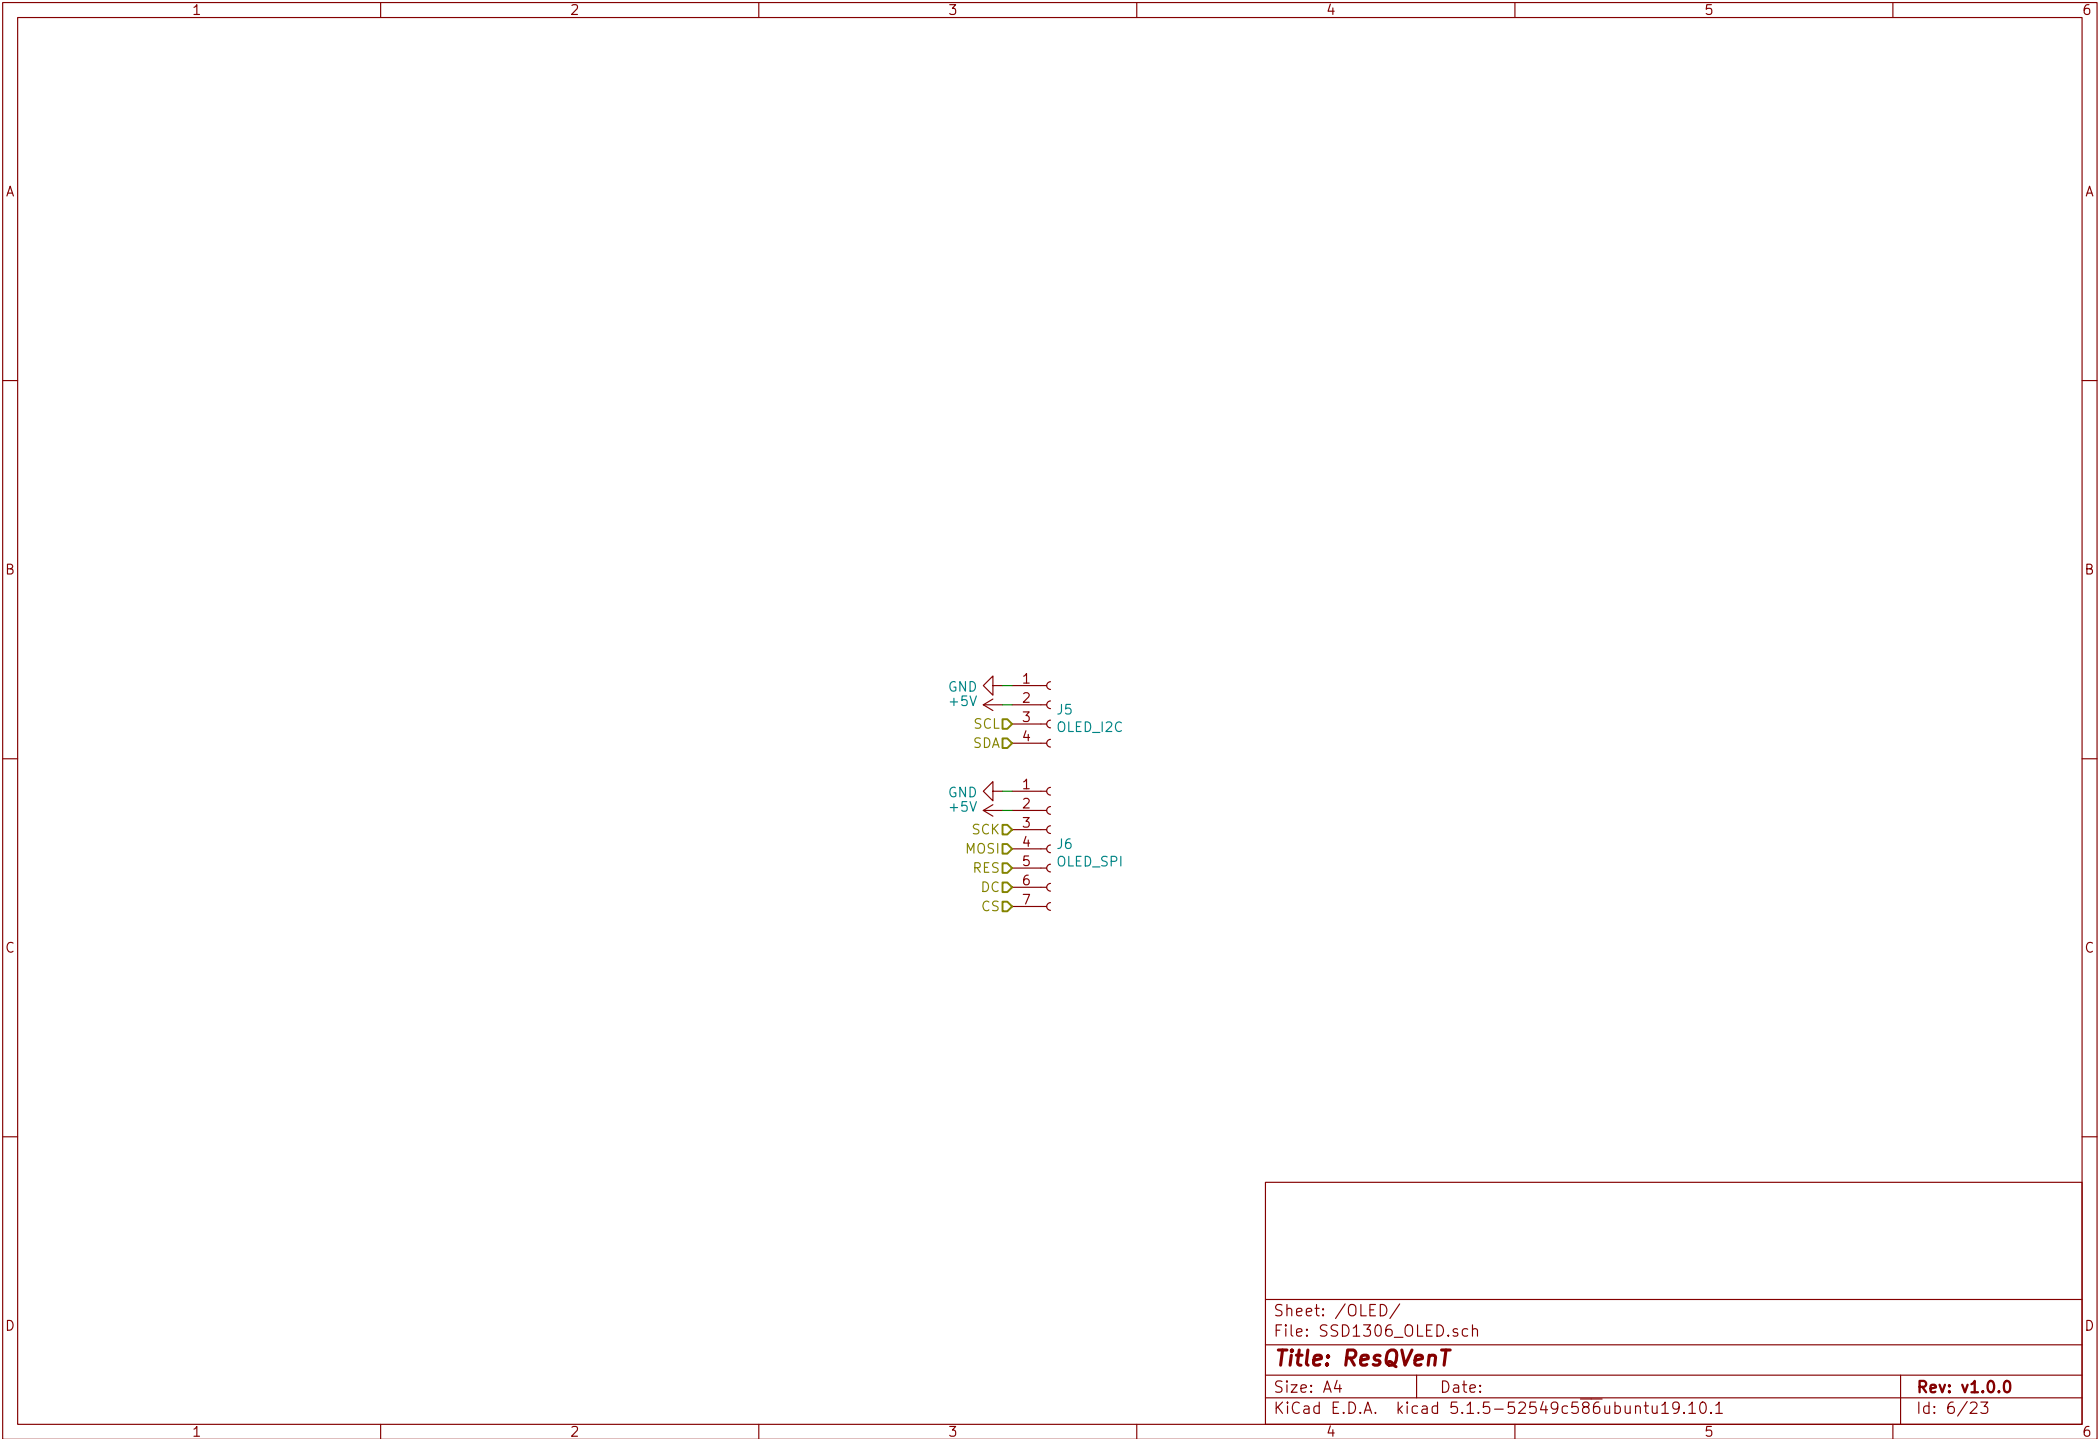 1 2 3 4 5 6
A A
B B
GND 1
+5V 2
J5
SCL 3
OLED_I2C
SDA 4
GND 1
+5V 2
SCK 3
MOSI 4
J6
RES 5
OLED_SPI
DC 6
CS 7
C C
Sheet: /OLED/
File: SSD1306_OLED.sch
D D
Title: ResQVenT
Size: A4 Date: Rev: v1.0.0
KiCad E.D.A. kicad 5.1.5-52549c586ubuntu19.10.1 Id: 6/23
1 2 3 4 5 6